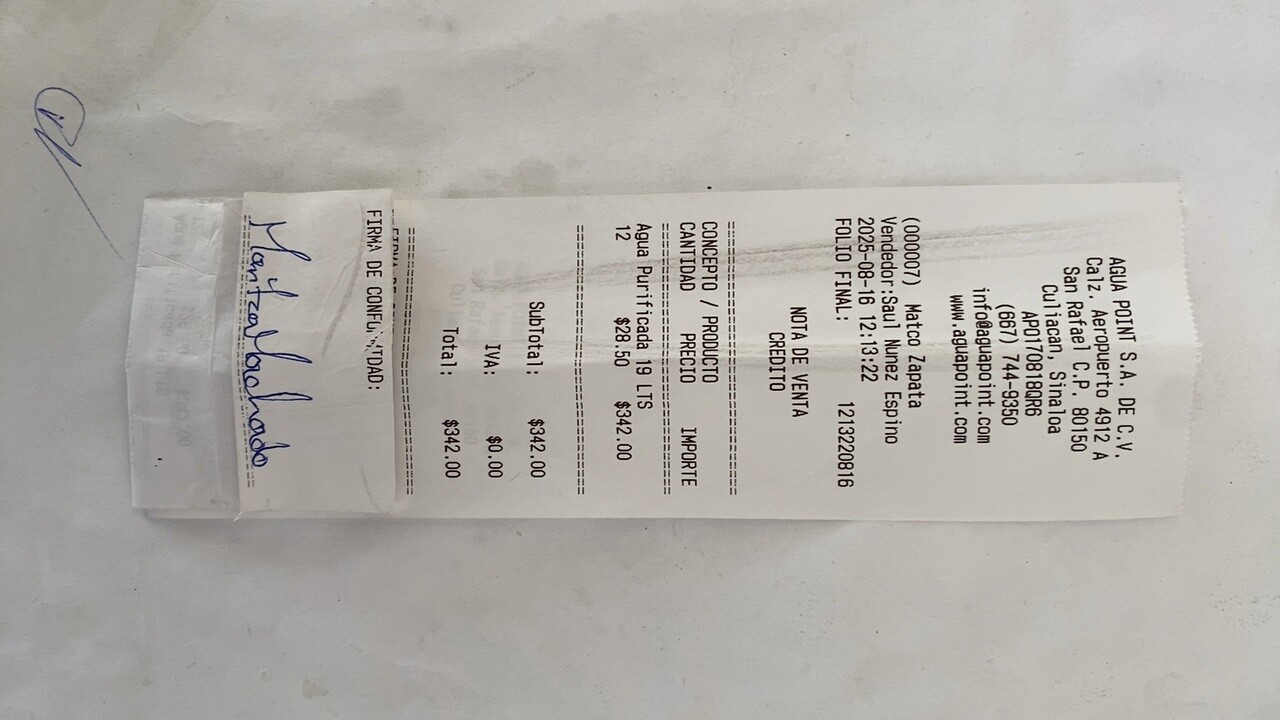 AGUA POINT S.A. DE C.V.
Calz. Aeropuerto 4912 A
San Rafael C.P. 80150
Culiacan, Sinaloa
APO170818QR6
(667) 744-9350
info@aguapoint.com
www.aguapoint.com
(000007) Matco Zapata
Vendedor:Saul Nunez Espino
2025-08-16 12:13:22
FOLIO FINAL: 1213220816
NOTA DE VENTA
CREDITO
CONCEPTO / PRODUCTO
CANTIDAD PRECIO IMPORTE
Agua Purificada 19 LTS
12 $28.50 $342.00
SubTotal: $342.00
IVA: $0.00
Total: $342.00
FIRMA DE
Maritza Machado